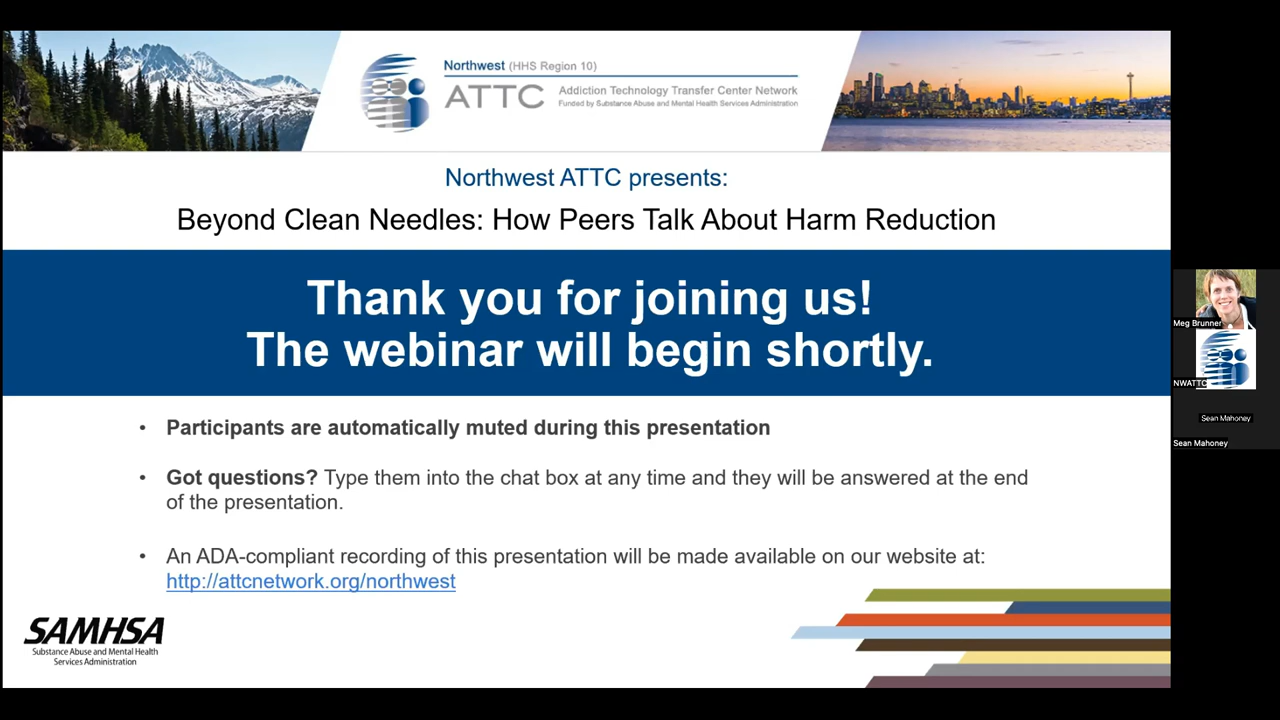 Northwest (HHS Region 10)
ATTC
Addiction Technology Transfer Center Network
Funded by Substance Abuse and Mental Health Services Administration
Northwest ATTC presents:
Beyond Clean Needles: How Peers Talk About Harm Reduction
Thank you for joining us!
The webinar will begin shortly.
• Participants are automatically muted during this presentation
• Got questions? Type them into the chat box at any time and they will be answered at the end
of the presentation.
• An ADA-compliant recording of this presentation will be made available on our website at:
http://attcnetwork.org/northwest
SAMHSA
Substance Abuse and Mental Health
Services Administration
Meg Brunner
NWATTC
Sean Mahoney
Sean Mahoney